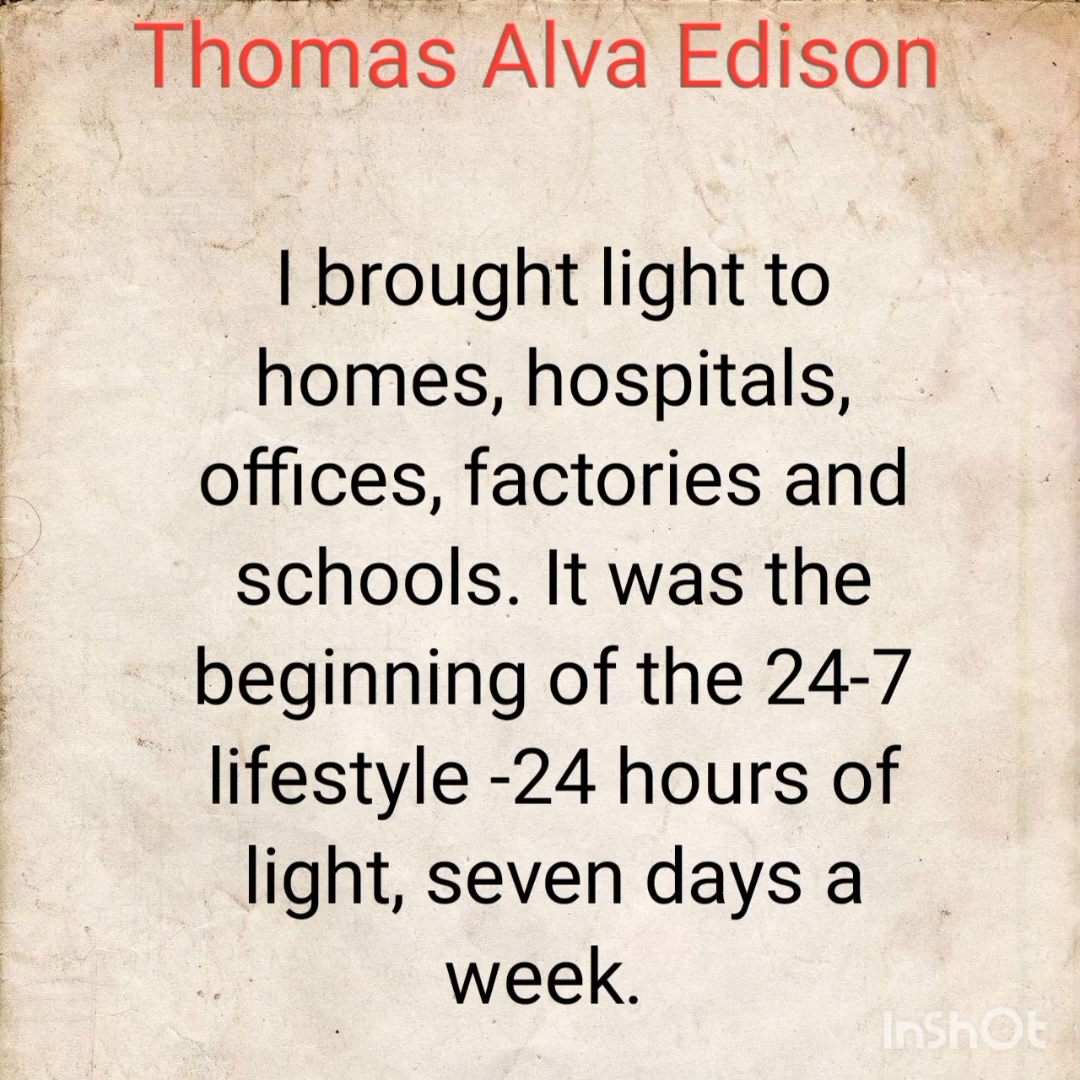 Thomas Alva Edison
I brought light to
homes, hospitals,
offices, factories and
schools. It was the
beginning of the 24-7
lifestyle -24 hours of
light, seven days a
week.
InShOt